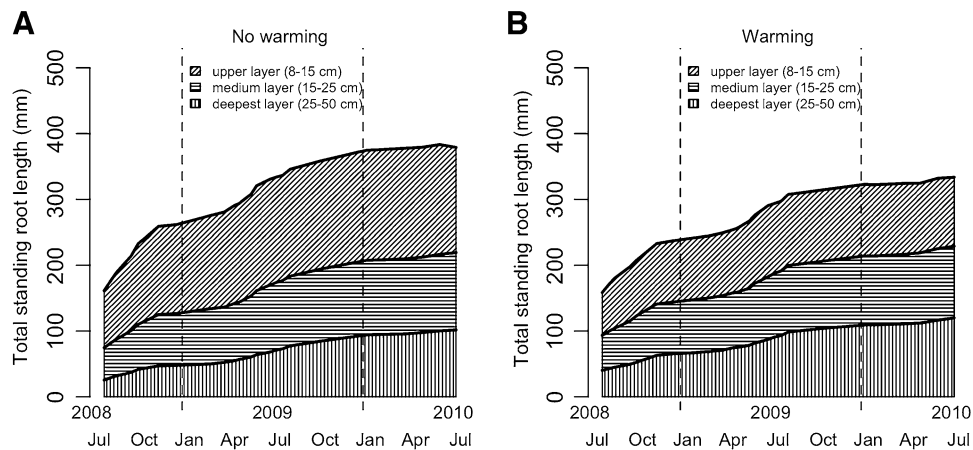 A
No warming
Total standing root length (mm)
500
400
300
200
100
0
upper layer (8-15 cm)
medium layer (15-25 cm)
deepest layer (25-50 cm)
2008 2009 2010
Jul Oct Jan Apr Jul Oct Jan Apr Jul
B
Warming
Total standing root length (mm)
500
400
300
200
100
0
upper layer (8-15 cm)
medium layer (15-25 cm)
deepest layer (25-50 cm)
2008 2009 2010
Jul Oct Jan Apr Jul Oct Jan Apr Jul